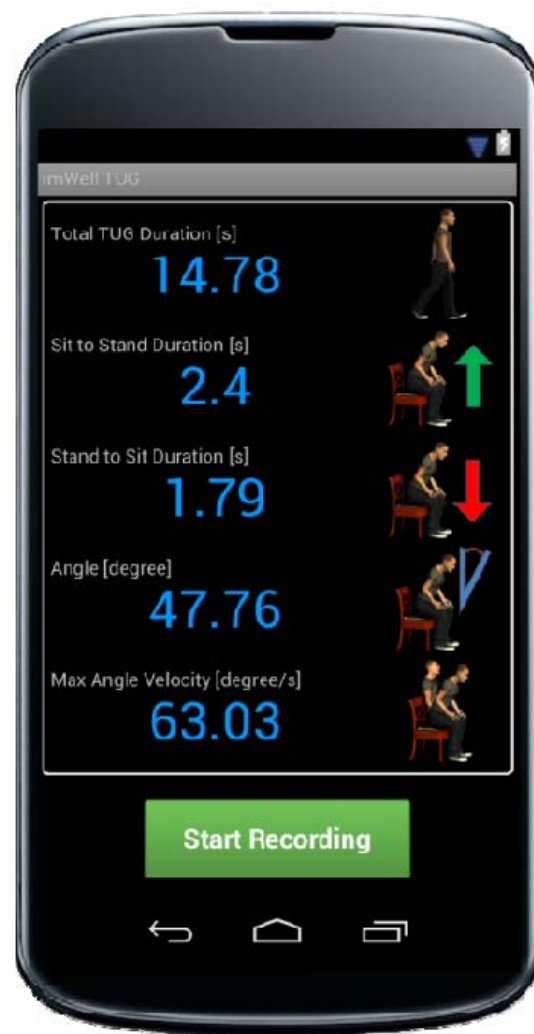 imWell TUG
Total TUG Duration [s]
14.78
Sit to Stand Duration [s]
2.4
Stand to Sit Duration [s]
1.79
Angle [degree]
47.76
Max Angle Velocity [degree/s]
63.03
Start Recording